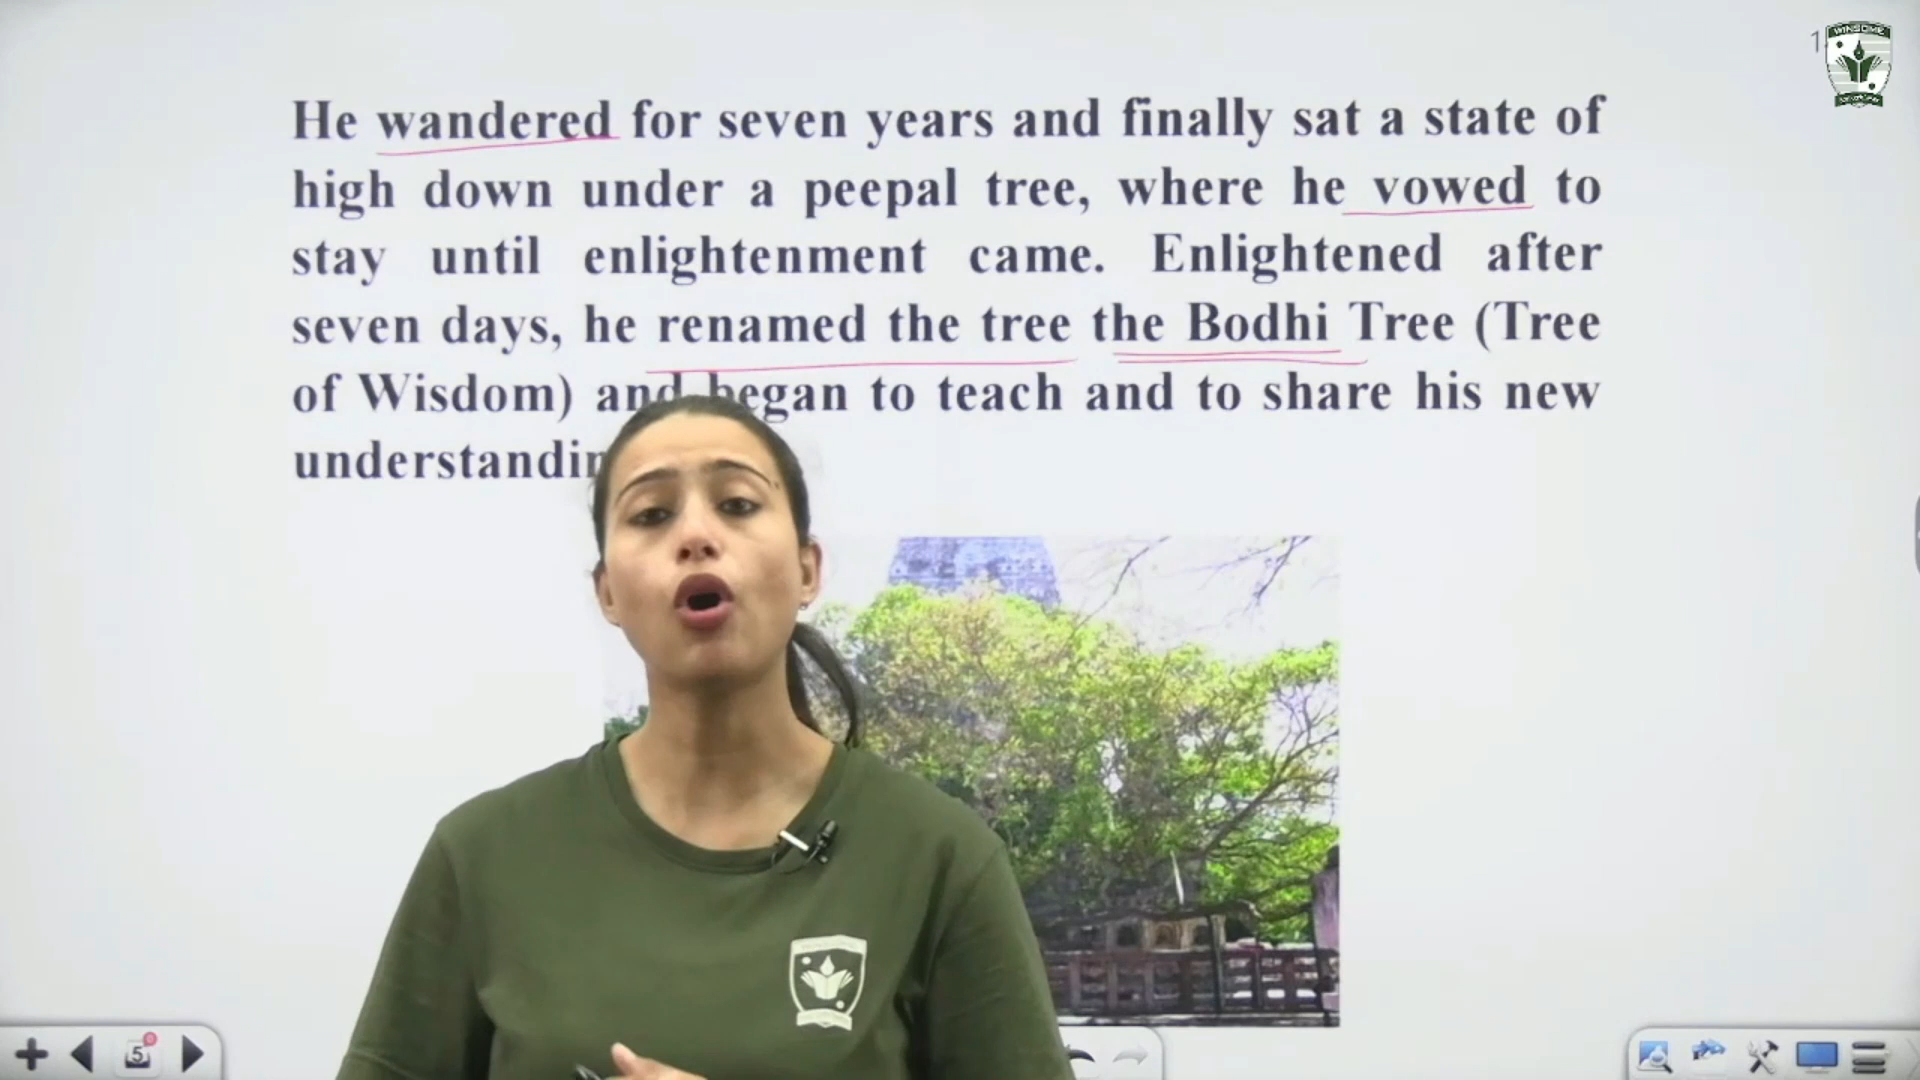 He wandered for seven years and finally sat a state of
high down under a peepal tree, where he vowed to
stay until enlightenment came. Enlightened after
seven days, he renamed the tree the Bodhi Tree (Tree
of Wisdom) and began to teach and to share his new
WINSOME
5